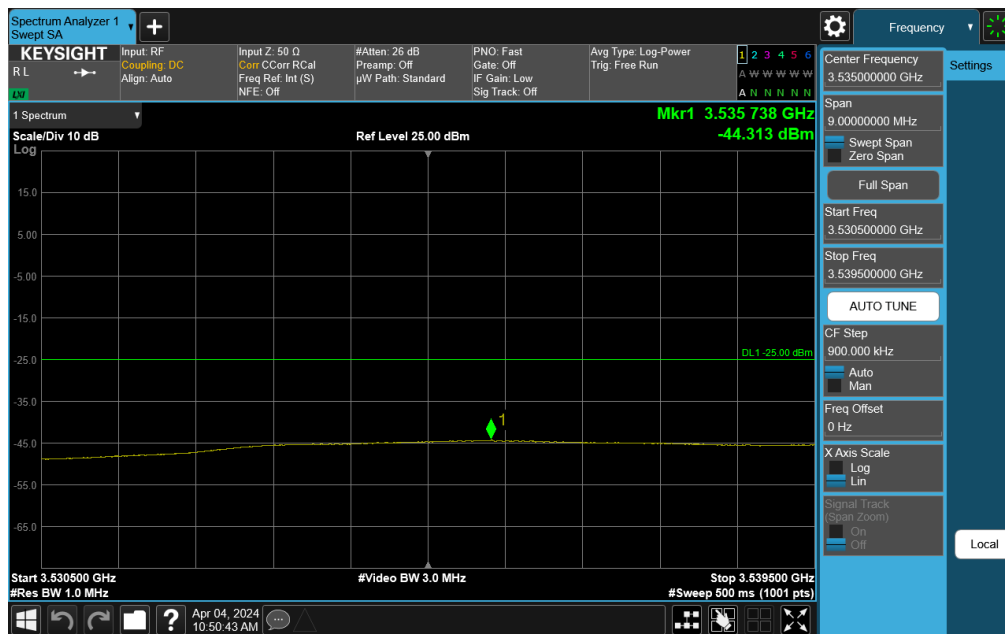 Spectrum Analyzer 1
Swept SA
+
Frequency
KEYSIGHT
R L
LXI
Input: RF
Coupling: DC
Align: Auto
Input Z: 50 Ω
Corr CCorr RCal
Freq Ref: Int (S)
NFE: Off
#Atten: 26 dB
Preamp: Off
µW Path: Standard
PNO: Fast
Gate: Off
IF Gain: Low
Sig Track: Off
Avg Type: Log-Power
Trig: Free Run
1 2 3 4 5 6
A W W W W W
A N N N N N
1 Spectrum
Mkr1 3.535 738 GHz
Scale/Div 10 dB
Ref Level 25.00 dBm
-44.313 dBm
Log
15.0
5.00
-5.00
-15.0
-25.0
DL1 -25.00 dBm
-35.0
1
-45.0
-55.0
-65.0
Start 3.530500 GHz
#Video BW 3.0 MHz
Stop 3.539500 GHz
#Res BW 1.0 MHz
#Sweep 500 ms (1001 pts)
Center Frequency
3.535000000 GHz
Settings
Span
9.00000000 MHz
Swept Span
Zero Span
Full Span
Start Freq
3.530500000 GHz
Stop Freq
3.539500000 GHz
AUTO TUNE
CF Step
900.000 kHz
Auto
Man
Freq Offset
0 Hz
X Axis Scale
Log
Lin
Signal Track
(Span Zoom)
On
Off
Local
?
Apr 04, 2024
10:50:43 AM